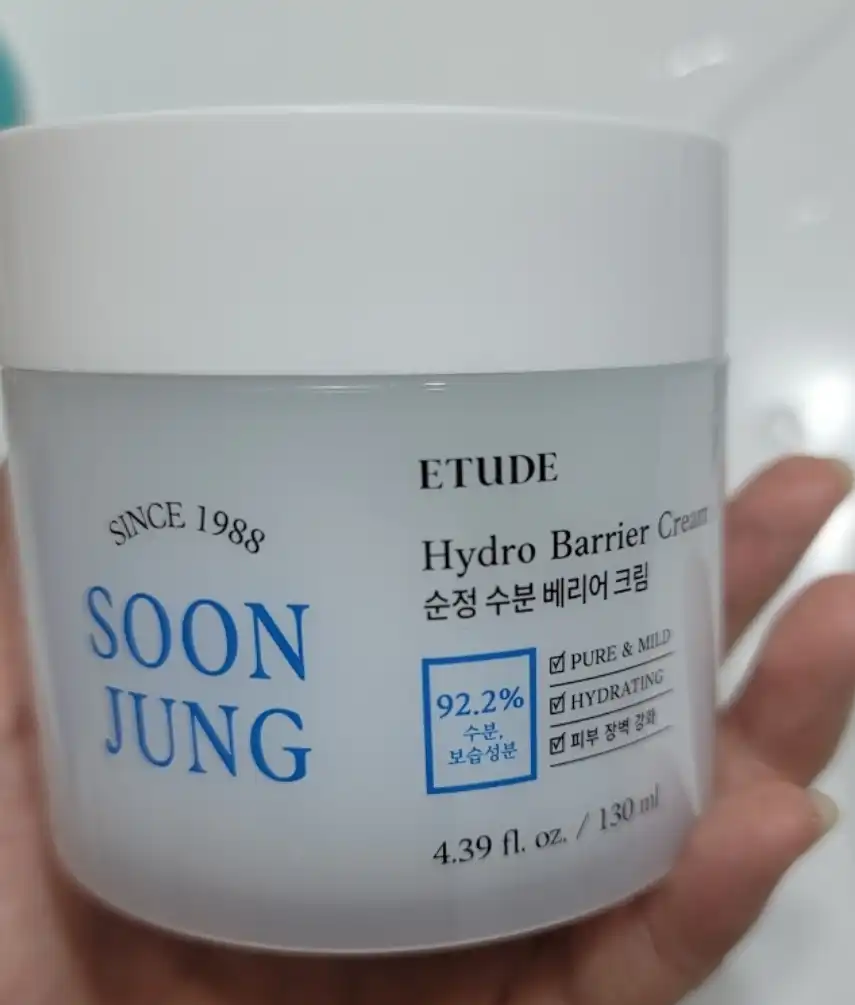 SINCE 1988
SOON
JUNG
ETUDE
Hydro Barrier Cream
순정 수분 베리어 크림
92.2%
수분,
보습성분
☑ PURE & MILD
☑ HYDRATING
☑ 피부 장벽 강화
4.39 fl. oz. / 130 ml